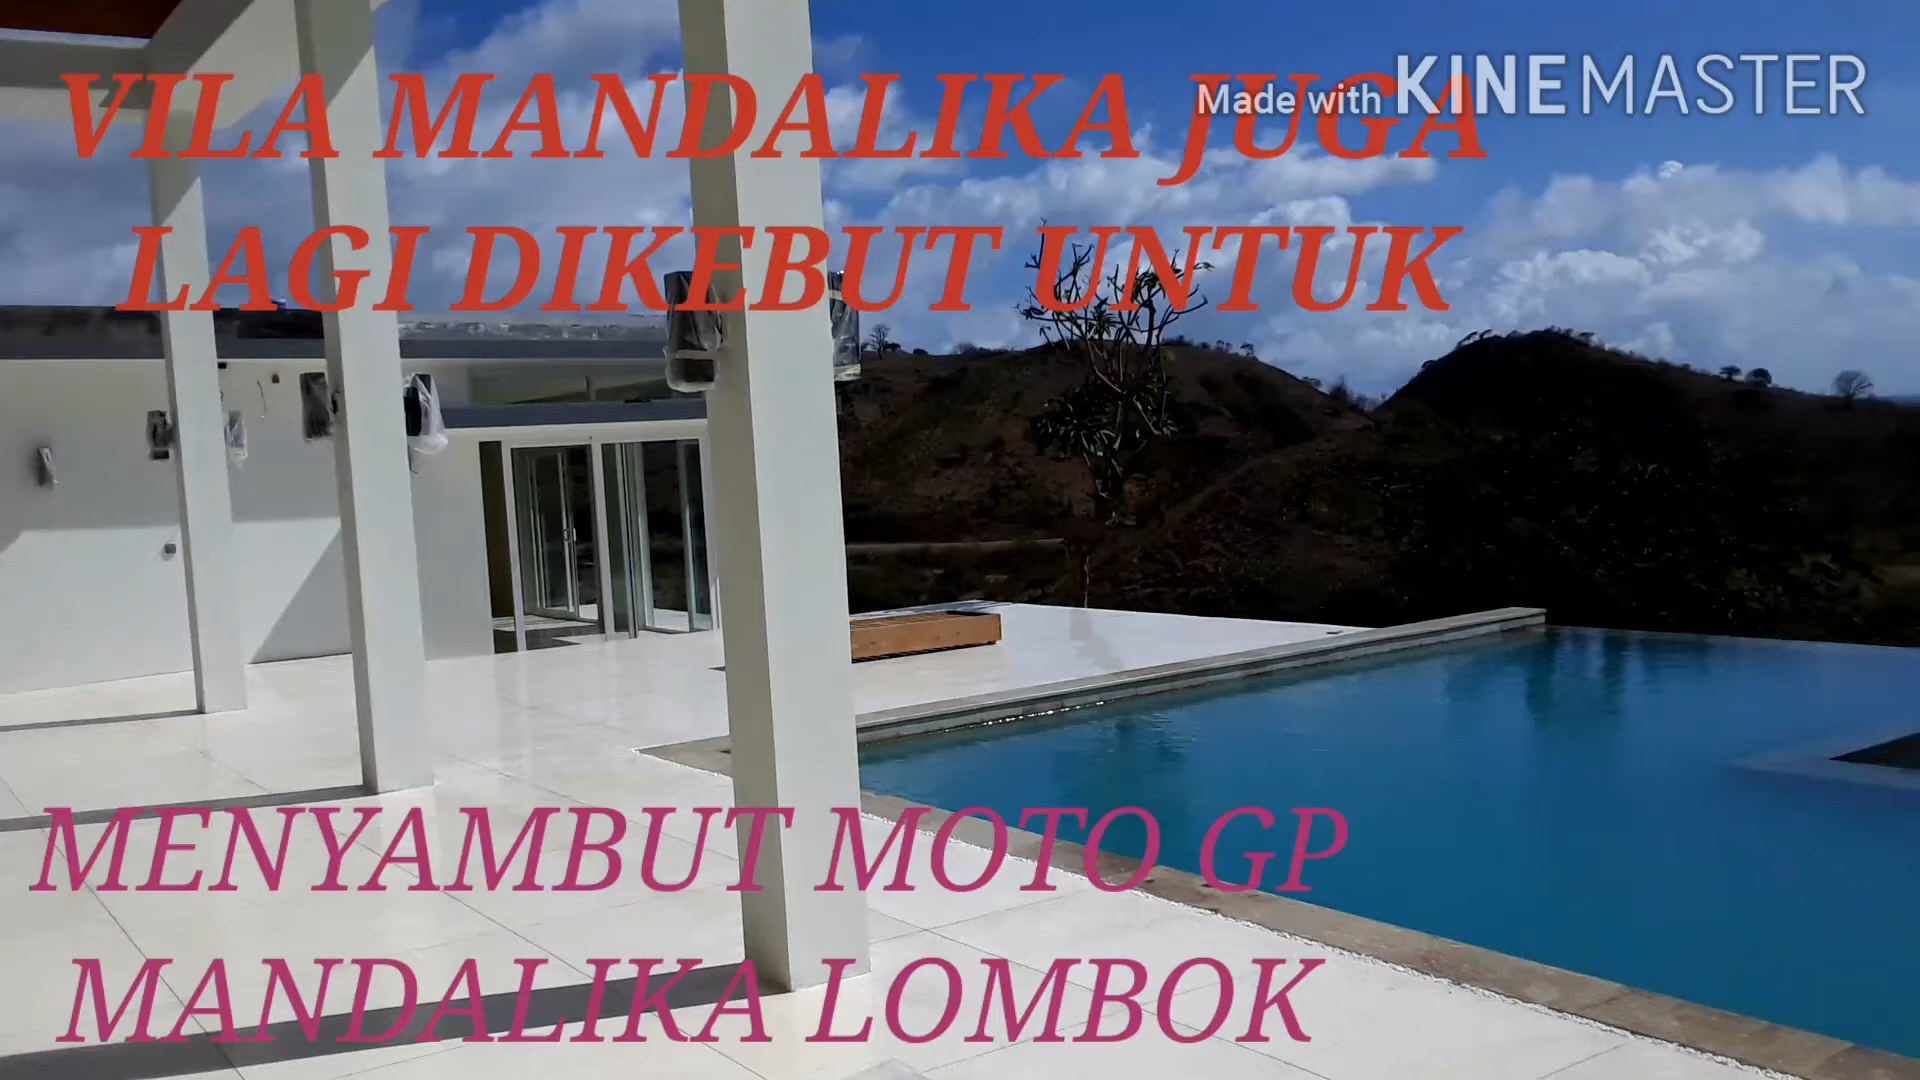 Made with KINEMASTER
VILA MANDALIKA JUGA
LAGI DIKEBUT UNTUK
MENYAMBUT MOTO GP
MANDALIKA LOMBOK